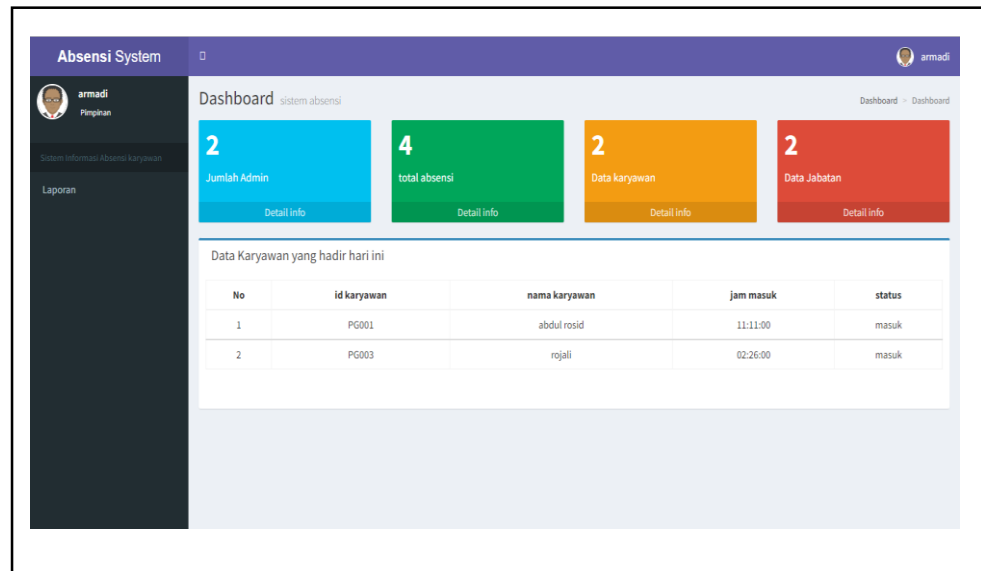 Absensi System
armadi
armadi
Pimpinan
Sistem Informasi Absensi karyawan
Laporan
Dashboard sistem absensi
Dashboard > Dashboard
2
Jumlah Admin
Detail info
4
total absensi
Detail info
2
Data karyawan
Detail info
2
Data Jabatan
Detail info
Data Karyawan yang hadir hari ini
No id karyawan nama karyawan jam masuk status
1 PG001 abdul rosid 11:11:00 masuk
2 PG003 rojali 02:26:00 masuk